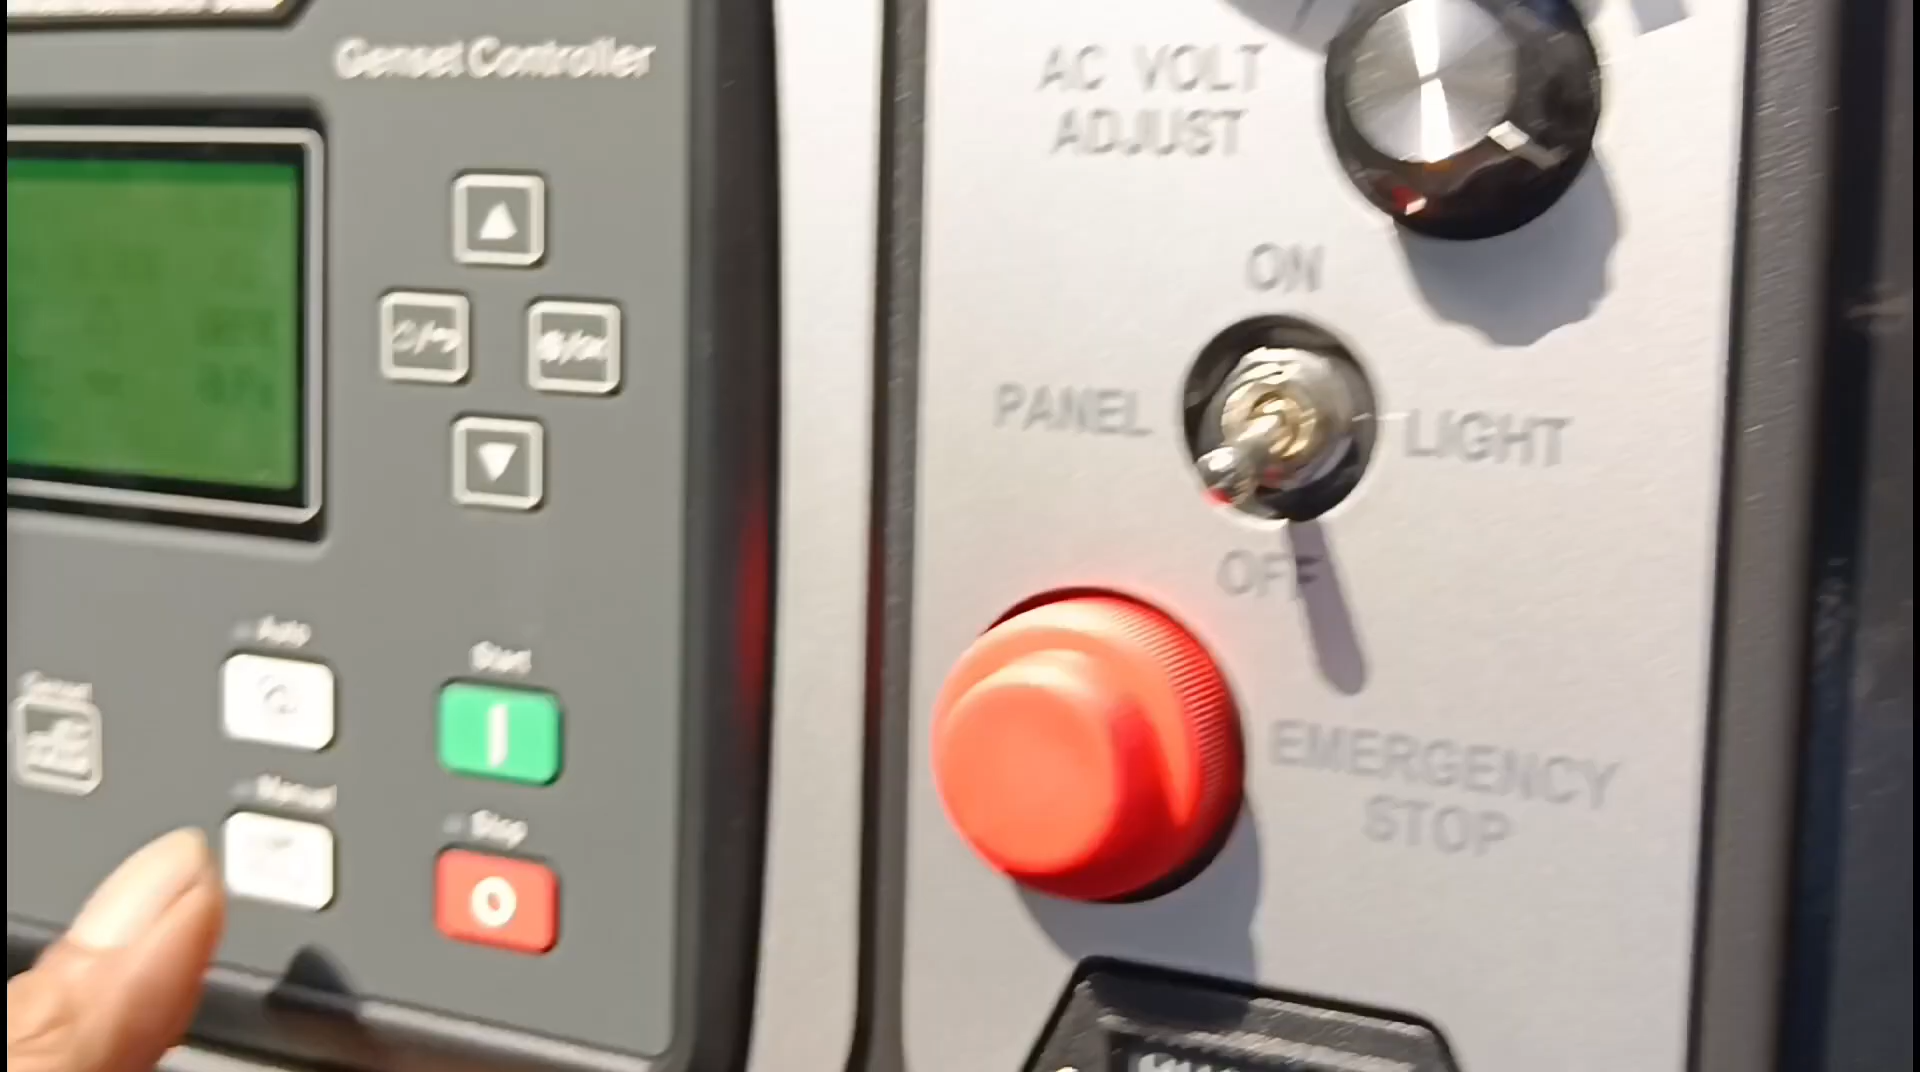 Genset Controller
Auto
Start
Manual
Stop
AC VOLT
ADJUST
ON
PANEL
LIGHT
OFF
EMERGENCY
STOP